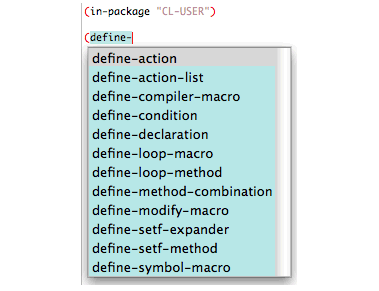 (in-package "CL-USER")
(define-
define-action
define-action-list
define-compiler-macro
define-condition
define-declaration
define-loop-macro
define-loop-method
define-method-combination
define-modify-macro
define-setf-expander
define-setf-method
define-symbol-macro